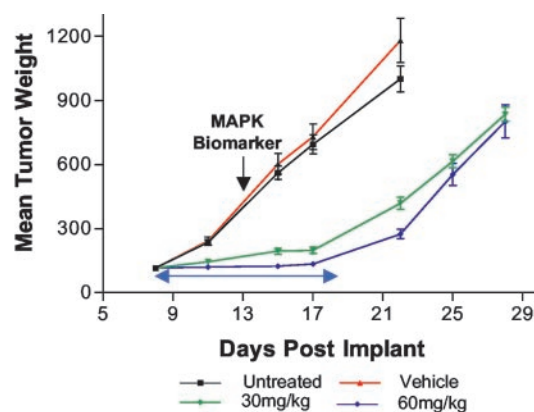 Mean Tumor Weight
1200
900
600
300
0
MAPK
Biomarker
5 9 13 17 21 25 29
Days Post Implant
Untreated Vehicle
30mg/kg 60mg/kg